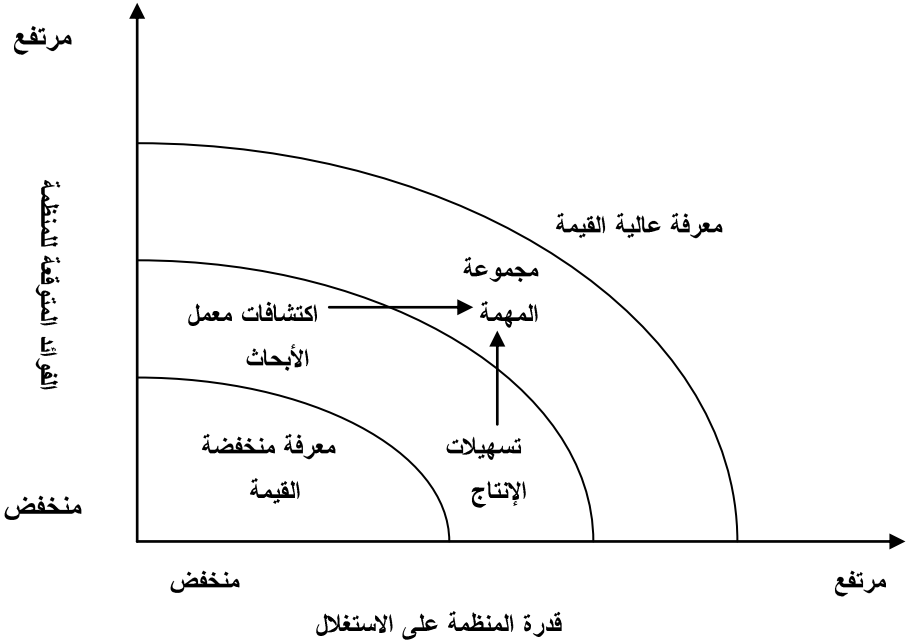 مرتفع
معرفة عالية القيمة
مجموعة
المهمة
اكتشافات معمل
الأبحاث
الفوائد المتوقعة للمنظمة
تسهيلات
الإنتاج
معرفة منخفضة
القيمة
منخفض
منخفض
مرتفع
قدرة المنظمة على الاستغلال